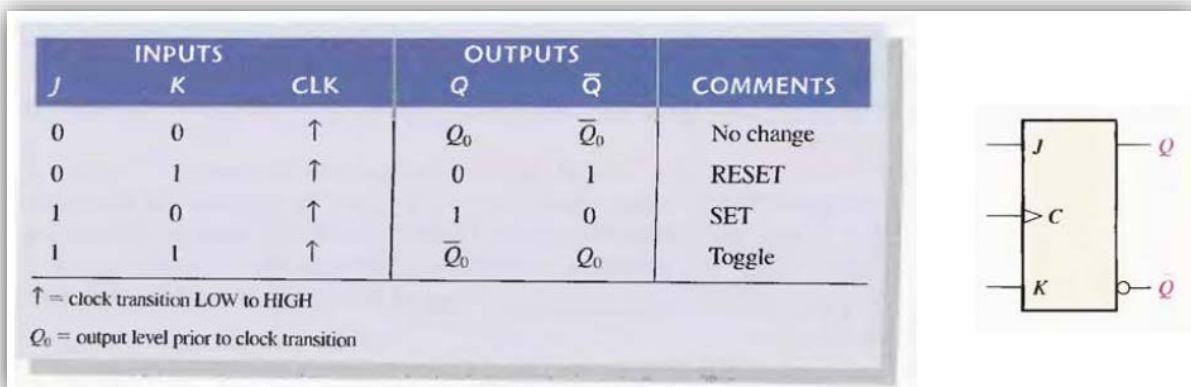 INPUTS OUTPUTS
J K CLK Q Q̅ COMMENTS
0 0 ↑ Q₀ Q̅₀ No change
0 1 ↑ 0 1 RESET
1 0 ↑ 1 0 SET
1 1 ↑ Q̅₀ Q₀ Toggle
↑ = clock transition LOW to HIGH
Q₀ = output level prior to clock transition
J Q
C
K Q